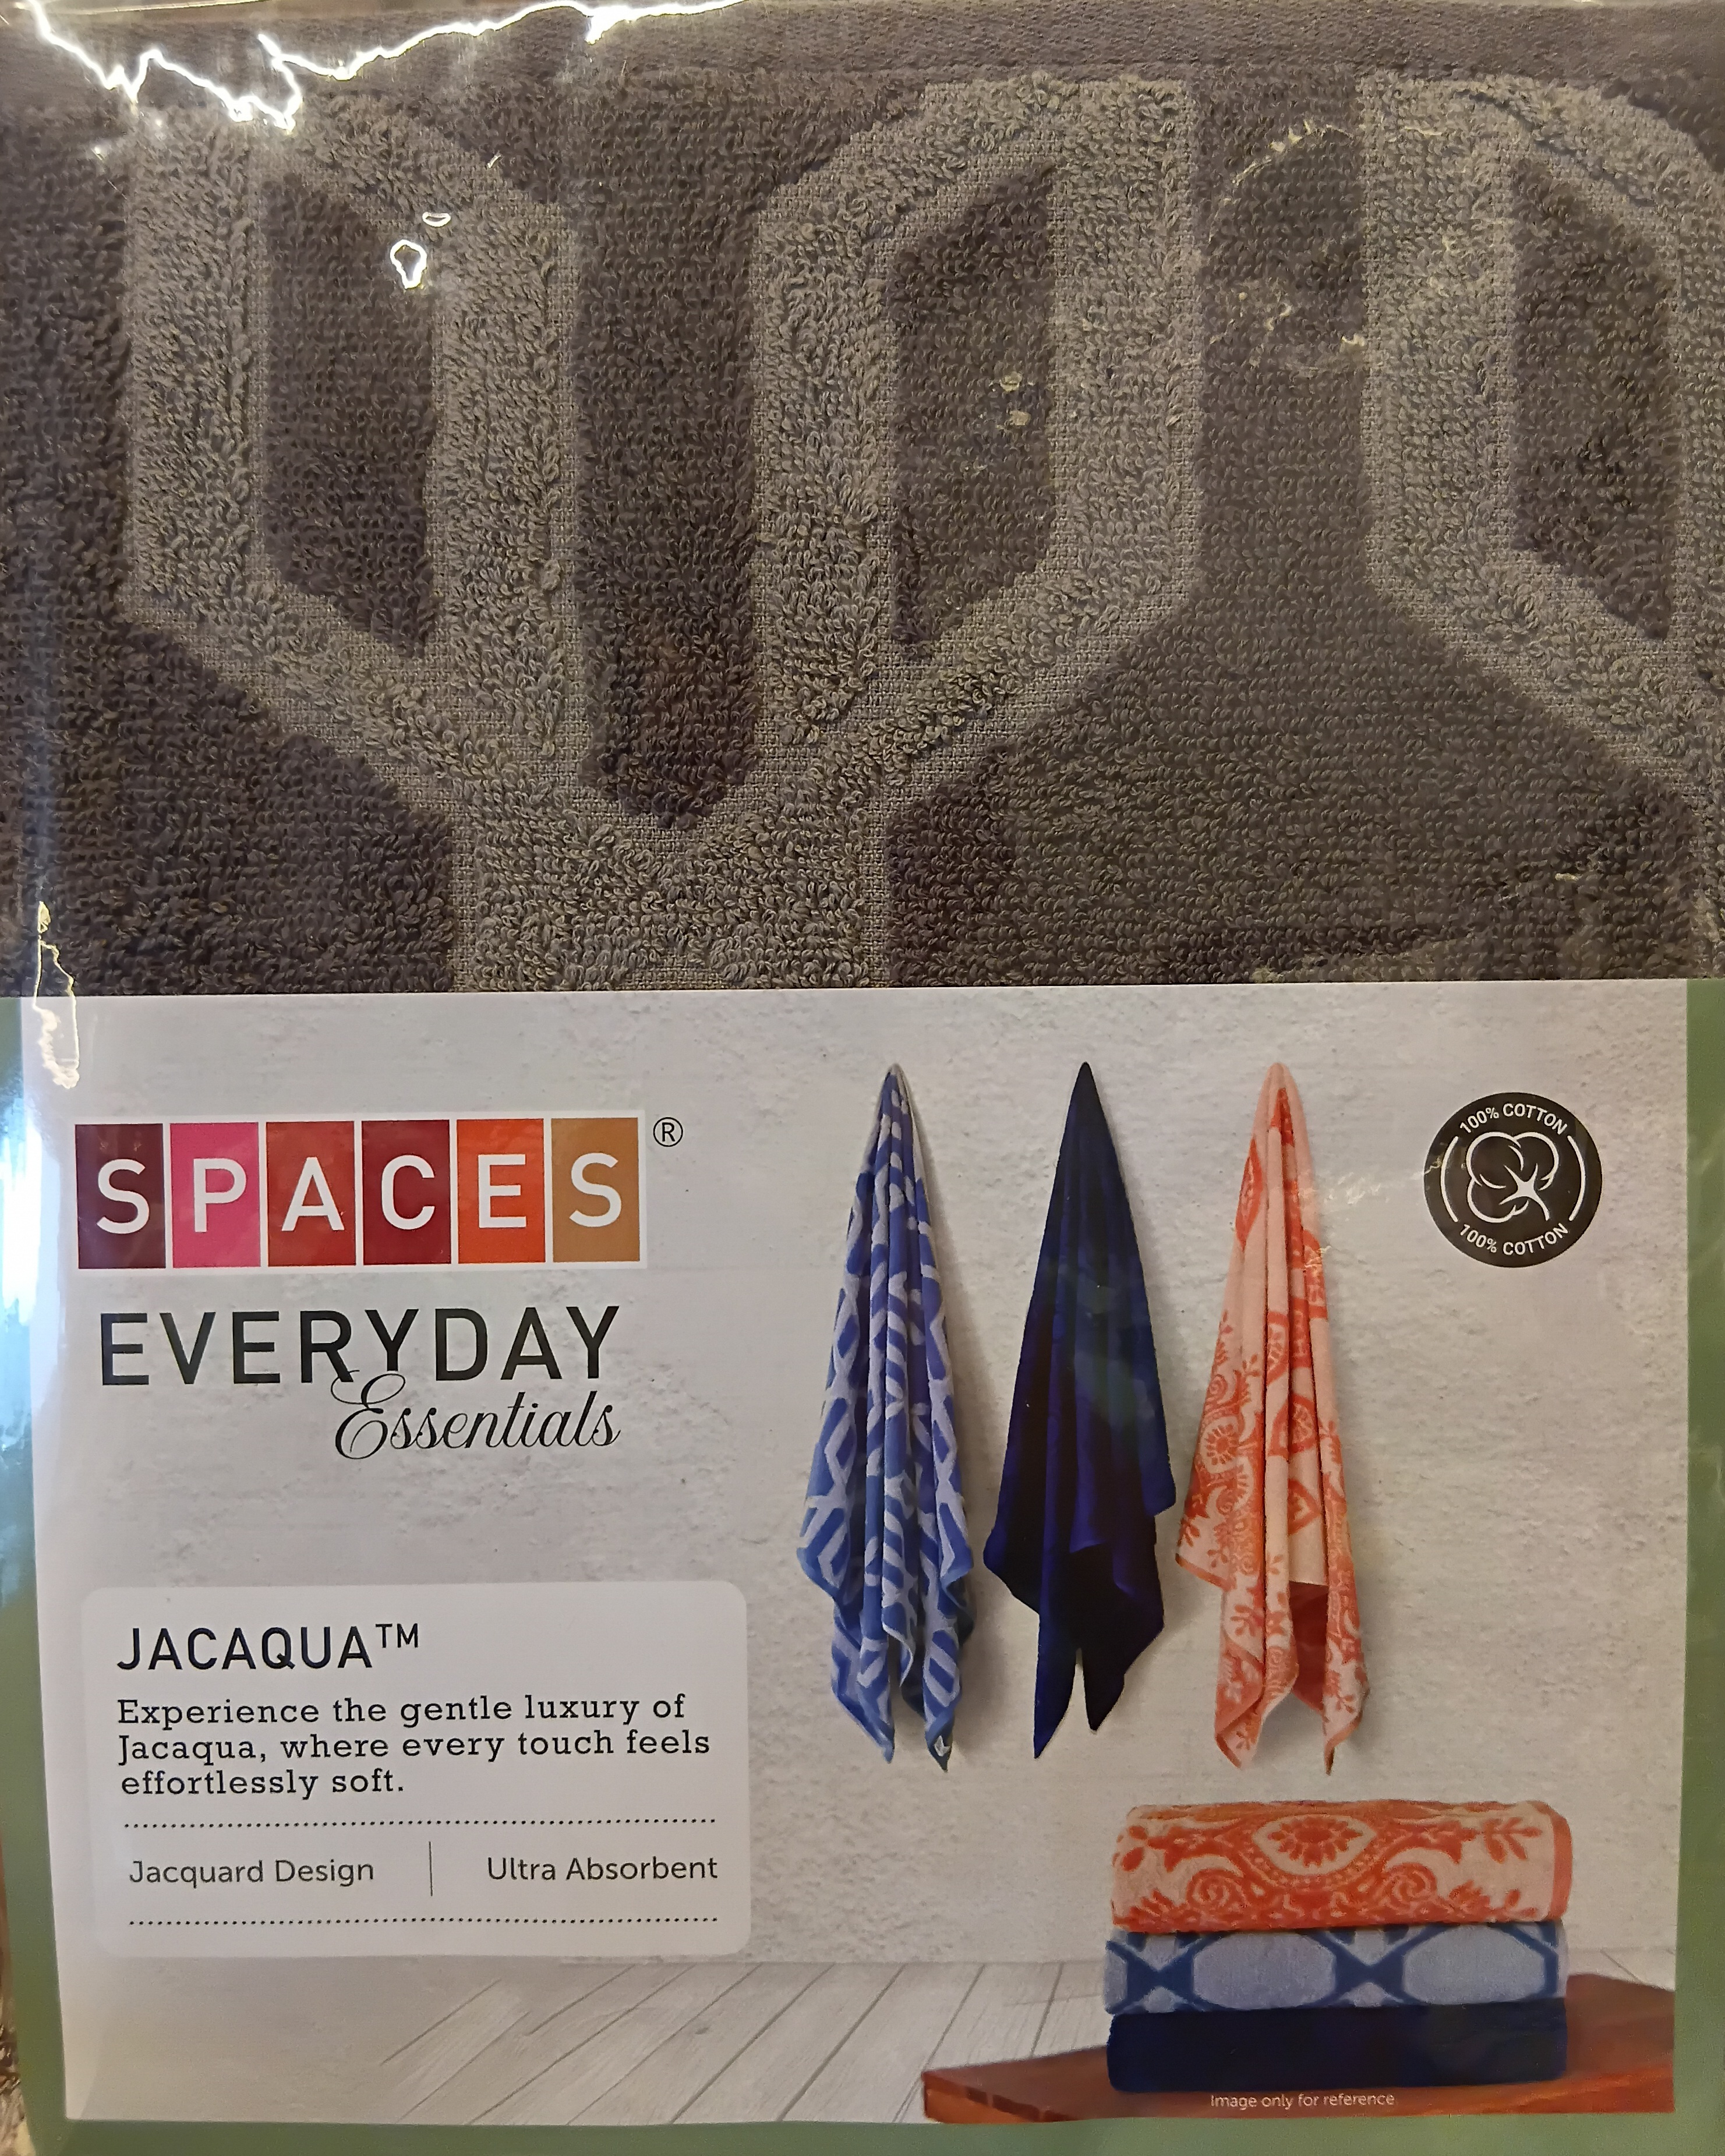 SPACES®
EVERYDAY
Essentials
100% COTTON
100% COTTON
JACAQUA™
Experience the gentle luxury of
Jacaqua, where every touch feels
effortlessly soft.
Jacquard Design
Ultra Absorbent
Image only for reference